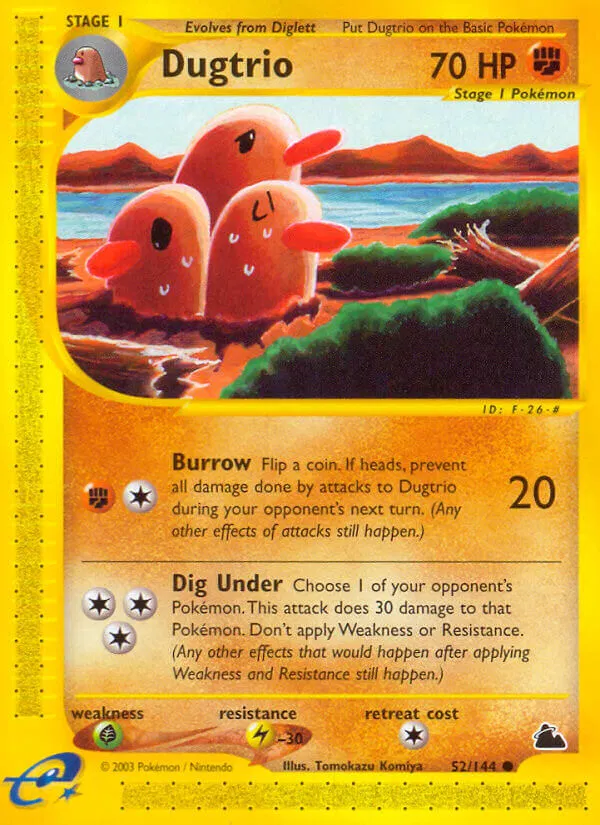 STAGE 1
Evolves from Diglett
Put Dugtrio on the Basic Pokémon
Dugtrio
70 HP
Stage 1 Pokémon
ID: F-26-#
Burrow Flip a coin. If heads, prevent
all damage done by attacks to Dugtrio
during your opponent's next turn. (Any
other effects of attacks still happen.)
20
Dig Under Choose 1 of your opponent's
Pokémon. This attack does 30 damage to that
Pokémon. Don't apply Weakness or Resistance.
(Any other effects that would happen after applying
Weakness and Resistance still happen.)
weakness
resistance
retreat cost
-30
© 2003 Pokémon / Nintendo
Illus. Tomokazu Komiya
52/144
e